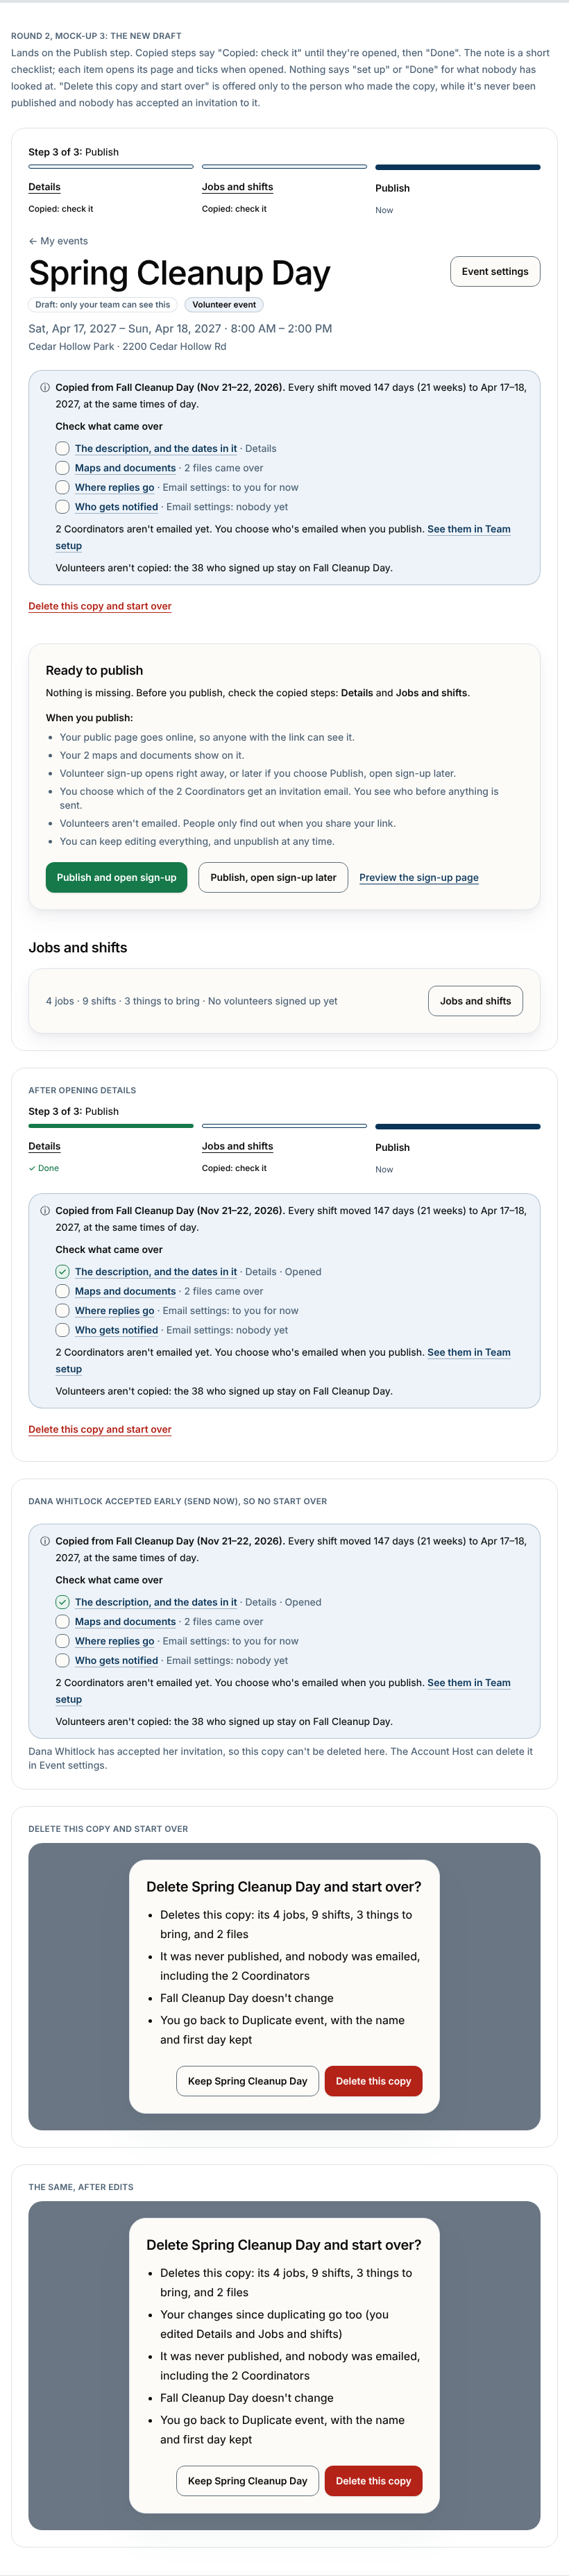 ROUND 2, MOCK-UP 3: THE NEW DRAFT
Lands on the Publish step. Copied steps say "Copied: check it" until they're opened, then "Done". The note is a short
checklist; each item opens its page and ticks when opened. Nothing says "set up" or "Done" for what nobody has
looked at. "Delete this copy and start over" is offered only to the person who made the copy, while it's never been
published and nobody has accepted an invitation to it.
Step 3 of 3: Publish
Details
Jobs and shifts
Publish
Copied: check it
Copied: check it
Now
← My events
Spring Cleanup Day
Event settings
Draft: only your team can see this
Volunteer event
Sat, Apr 17, 2027 – Sun, Apr 18, 2027 · 8:00 AM – 2:00 PM
Cedar Hollow Park · 2200 Cedar Hollow Rd
Copied from Fall Cleanup Day (Nov 21–22, 2026). Every shift moved 147 days (21 weeks) to Apr 17–18,
2027, at the same times of day.
Check what came over
The description, and the dates in it · Details
Maps and documents · 2 files came over
Where replies go · Email settings: to you for now
Who gets notified · Email settings: nobody yet
2 Coordinators aren't emailed yet. You choose who's emailed when you publish. See them in Team
setup
Volunteers aren't copied: the 38 who signed up stay on Fall Cleanup Day.
Delete this copy and start over
Ready to publish
Nothing is missing. Before you publish, check the copied steps: Details and Jobs and shifts.
When you publish:
• Your public page goes online, so anyone with the link can see it.
• Your 2 maps and documents show on it.
• Volunteer sign-up opens right away, or later if you choose Publish, open sign-up later.
• You choose which of the 2 Coordinators get an invitation email. You see who before anything is
sent.
• Volunteers aren't emailed. People only find out when you share your link.
• You can keep editing everything, and unpublish at any time.
Publish and open sign-up
Publish, open sign-up later
Preview the sign-up page
Jobs and shifts
4 jobs · 9 shifts · 3 things to bring · No volunteers signed up yet
Jobs and shifts
AFTER OPENING DETAILS
Step 3 of 3: Publish
Details
Jobs and shifts
Publish
✓ Done
Copied: check it
Now
Copied from Fall Cleanup Day (Nov 21–22, 2026). Every shift moved 147 days (21 weeks) to Apr 17–18,
2027, at the same times of day.
Check what came over
The description, and the dates in it · Details · Opened
Maps and documents · 2 files came over
Where replies go · Email settings: to you for now
Who gets notified · Email settings: nobody yet
2 Coordinators aren't emailed yet. You choose who's emailed when you publish. See them in Team
setup
Volunteers aren't copied: the 38 who signed up stay on Fall Cleanup Day.
Delete this copy and start over
DANA WHITLOCK ACCEPTED EARLY (SEND NOW), SO NO START OVER
Copied from Fall Cleanup Day (Nov 21–22, 2026). Every shift moved 147 days (21 weeks) to Apr 17–18,
2027, at the same times of day.
Check what came over
The description, and the dates in it · Details · Opened
Maps and documents · 2 files came over
Where replies go · Email settings: to you for now
Who gets notified · Email settings: nobody yet
2 Coordinators aren't emailed yet. You choose who's emailed when you publish. See them in Team
setup
Volunteers aren't copied: the 38 who signed up stay on Fall Cleanup Day.
Dana Whitlock has accepted her invitation, so this copy can't be deleted here. The Account Host can delete it
in Event settings.
DELETE THIS COPY AND START OVER
Delete Spring Cleanup Day and start over?
• Deletes this copy: its 4 jobs, 9 shifts, 3 things to
bring, and 2 files
• It was never published, and nobody was emailed,
including the 2 Coordinators
• Fall Cleanup Day doesn't change
• You go back to Duplicate event, with the name
and first day kept
Keep Spring Cleanup Day
Delete this copy
THE SAME, AFTER EDITS
Delete Spring Cleanup Day and start over?
• Deletes this copy: its 4 jobs, 9 shifts, 3 things to
bring, and 2 files
• Your changes since duplicating go too (you
edited Details and Jobs and shifts)
• It was never published, and nobody was emailed,
including the 2 Coordinators
• Fall Cleanup Day doesn't change
• You go back to Duplicate event, with the name
and first day kept
Keep Spring Cleanup Day
Delete this copy